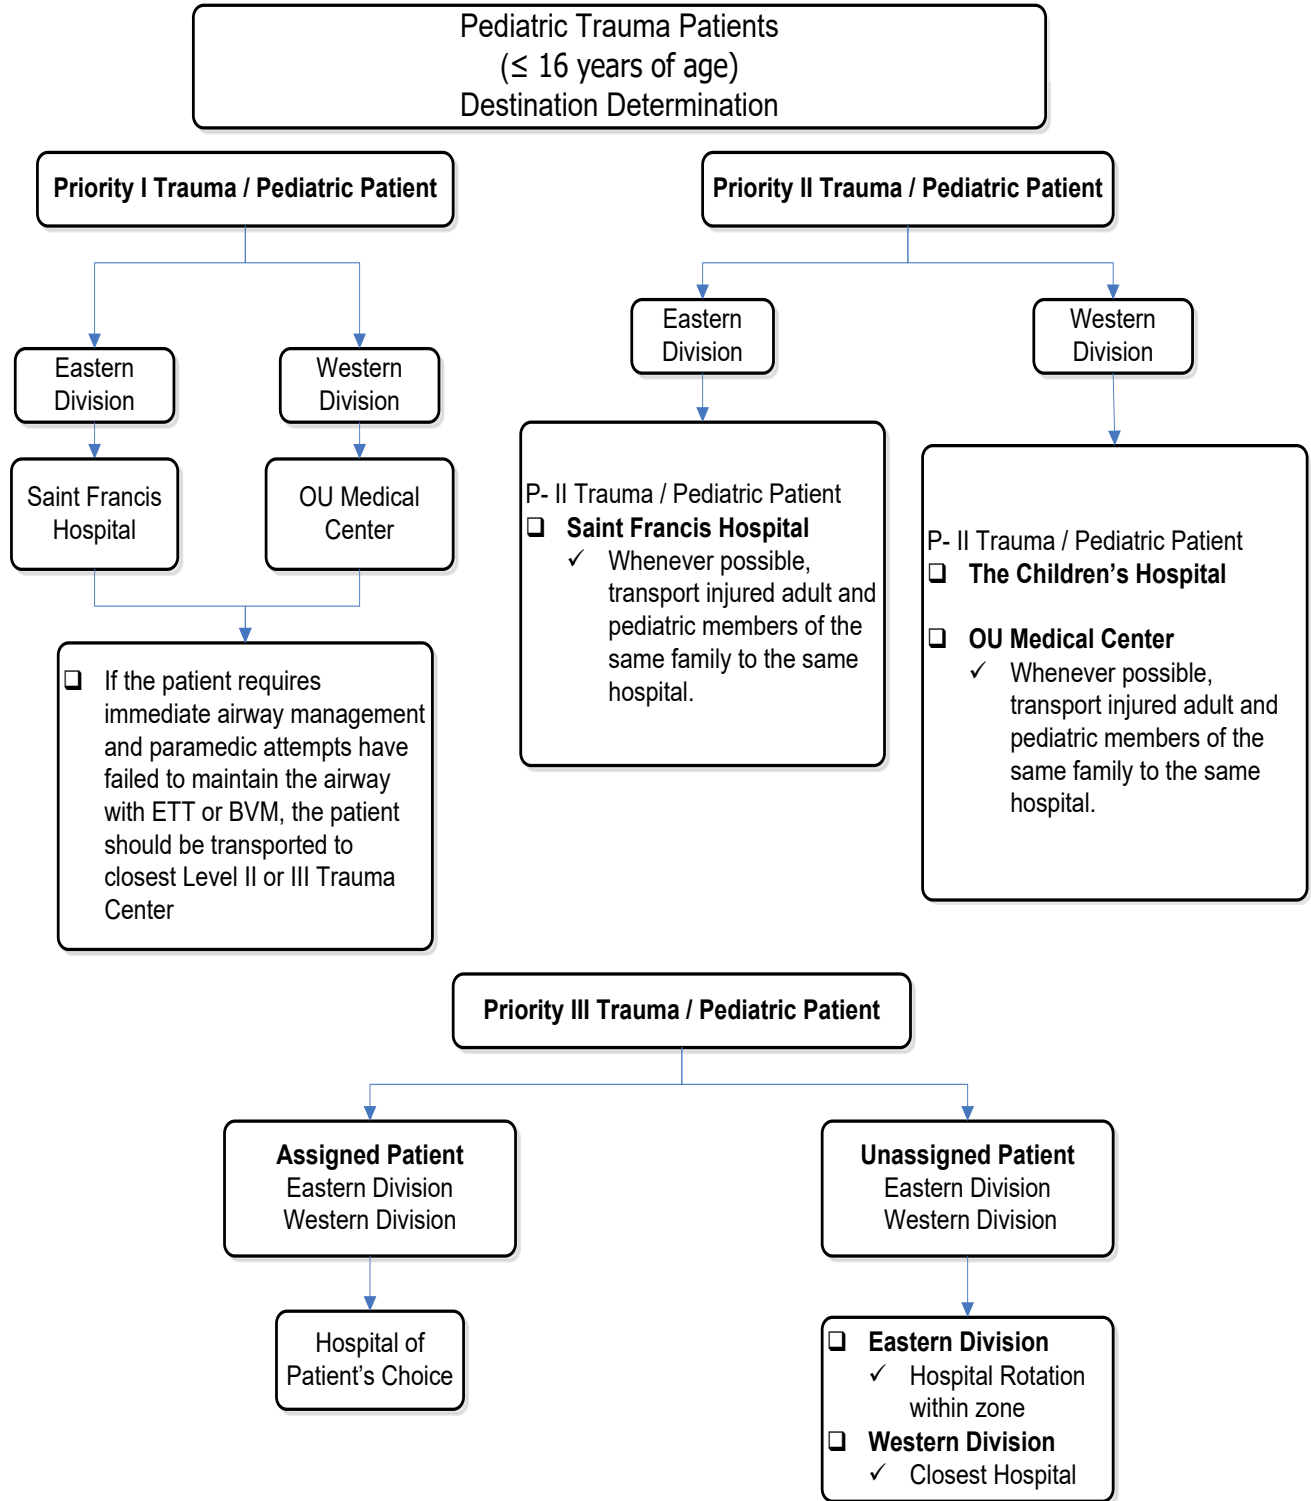 Pediatric Trauma Patients
(≤ 16 years of age)
Destination Determination
Priority I Trauma / Pediatric Patient
Eastern
Division
Western
Division
Saint Francis
Hospital
OU Medical
Center
❑ If the patient requires
immediate airway management
and paramedic attempts have
failed to maintain the airway
with ETT or BVM, the patient
should be transported to
closest Level II or III Trauma
Center
Priority II Trauma / Pediatric Patient
Eastern
Division
Western
Division
P- II Trauma / Pediatric Patient
❑ Saint Francis Hospital
✓ Whenever possible,
transport injured adult and
pediatric members of the
same family to the same
hospital.
P- II Trauma / Pediatric Patient
❑ The Children’s Hospital
❑ OU Medical Center
✓ Whenever possible,
transport injured adult and
pediatric members of the
same family to the same
hospital.
Priority III Trauma / Pediatric Patient
Assigned Patient
Eastern Division
Western Division
Hospital of
Patient’s Choice
Unassigned Patient
Eastern Division
Western Division
❑ Eastern Division
✓ Hospital Rotation
within zone
❑ Western Division
✓ Closest Hospital